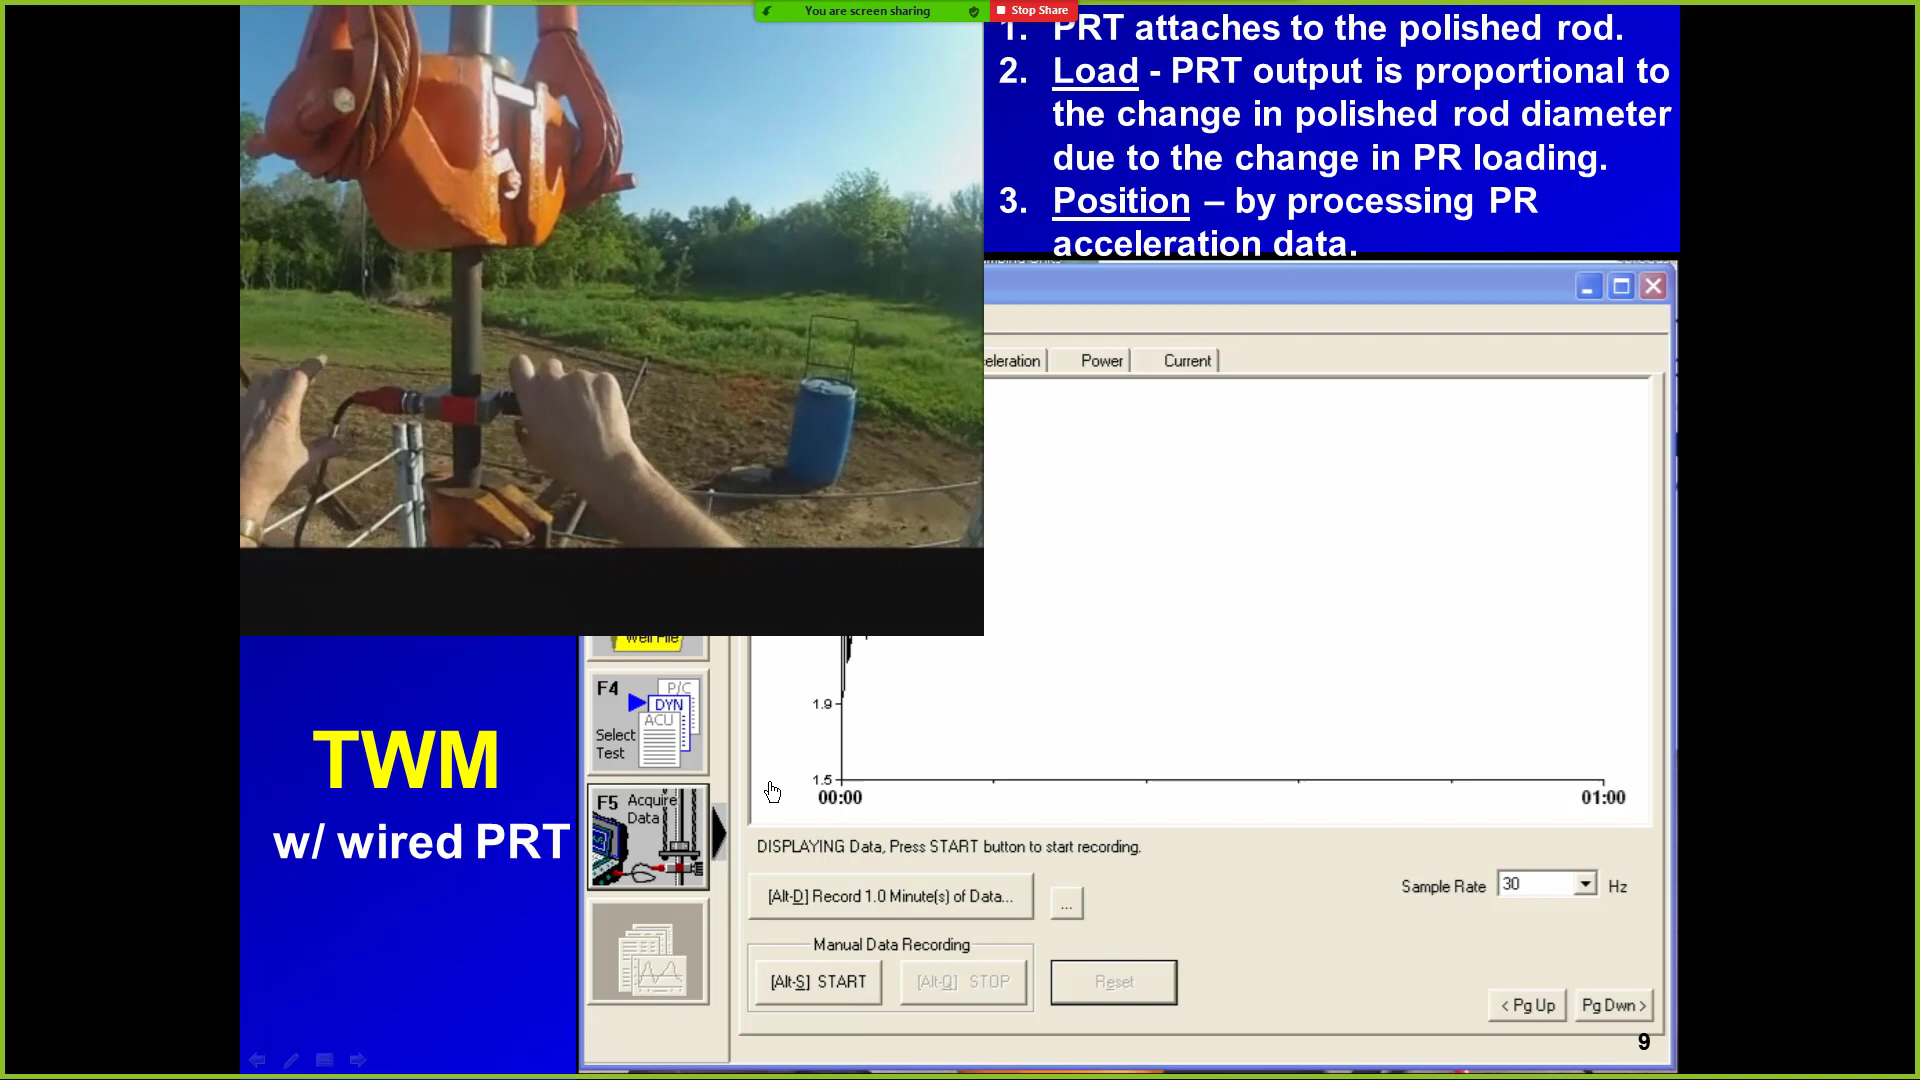 You are screen sharing
Stop Share
1. PRT attaches to the polished rod.
2. Load - PRT output is proportional to
the change in polished rod diameter
due to the change in PR loading.
3. Position – by processing PR
acceleration data.
eleration
Power
Current
Well File
F4
P/C
DYN
ACU
Select
Test
1.9
1.5
00:00
01:00
F5 Acquire
Data
TWM
w/ wired PRT
DISPLAYING Data, Press START button to start recording.
[Alt-D] Record 1.0 Minute(s) of Data...
...
Sample Rate 30 Hz
Manual Data Recording
[Alt-S] START
[Alt-Q] STOP
Reset
< Pg Up
Pg Dwn >
9